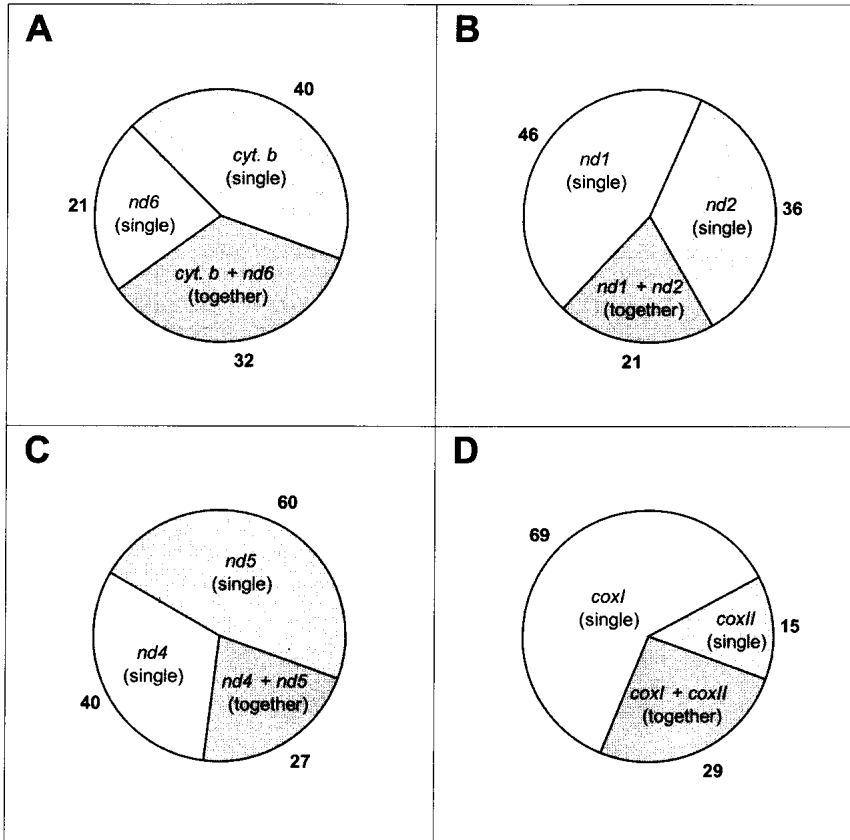 A
40
cyt. b
(single)
21
nd6
(single)
cyt. b + nd6
(together)
32
B
46
nd1
(single)
nd2
(single)
36
nd1 + nd2
(together)
21
C
60
nd5
(single)
nd4
(single)
40
nd4 + nd5
(together)
27
D
69
coxI
(single)
coxII
(single)
15
coxI + coxII
(together)
29